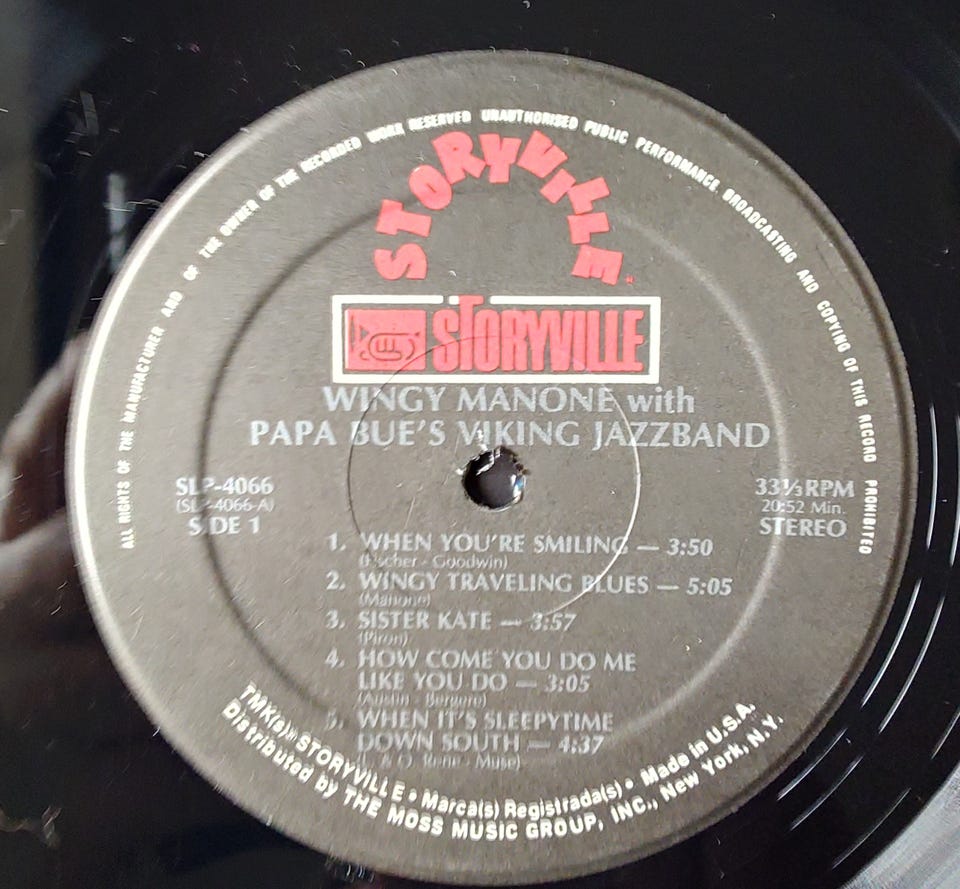 ALL RIGHTS OF THE MANUFACTURER AND OF THE OWNER OF THE RECORDED WORK RESERVED UNAUTHORISED PUBLIC PERFORMANCE, BROADCASTING AND COPYING OF THIS RECORD PROHIBITED
STORYVILLE
STORYVILLE
WINGY MANONE with
PAPA BUE'S VIKING JAZZBAND
SLP-4066
(SLP-4066-A)
SIDE 1
33⅓ RPM
20:52 Min.
STEREO
1. WHEN YOU'RE SMILING — 3:50
(Fischer - Goodwin)
2. WINGY TRAVELING BLUES — 5:05
(Manone)
3. SISTER KATE — 3:57
(Piron)
4. HOW COME YOU DO ME
LIKE YOU DO — 3:05
(Austin - Bergere)
5. WHEN IT'S SLEEPYTIME
DOWN SOUTH — 4:37
(L. & O. Rene - Muse)
TMK(s)® STORYVILLE • Marca(s) Registrada(s) • Made in U.S.A.
Distributed by THE MOSS MUSIC GROUP, INC., New York, N.Y.